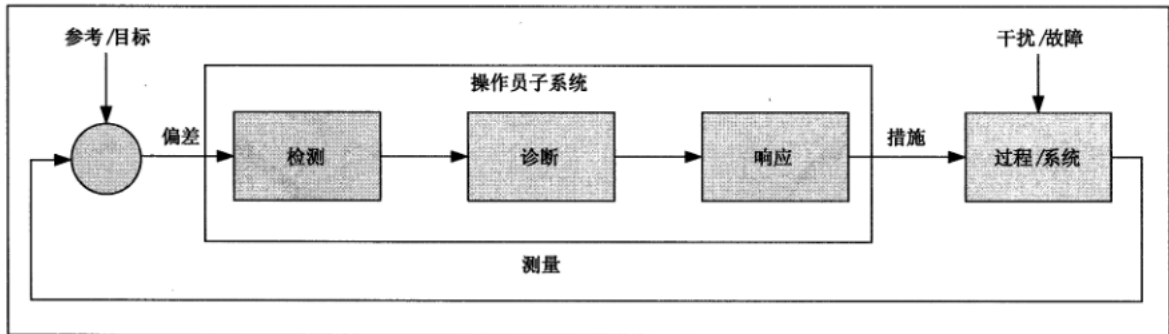 参考/目标
干扰/故障
操作员子系统
偏差
检测
诊断
响应
措施
过程/系统
测量